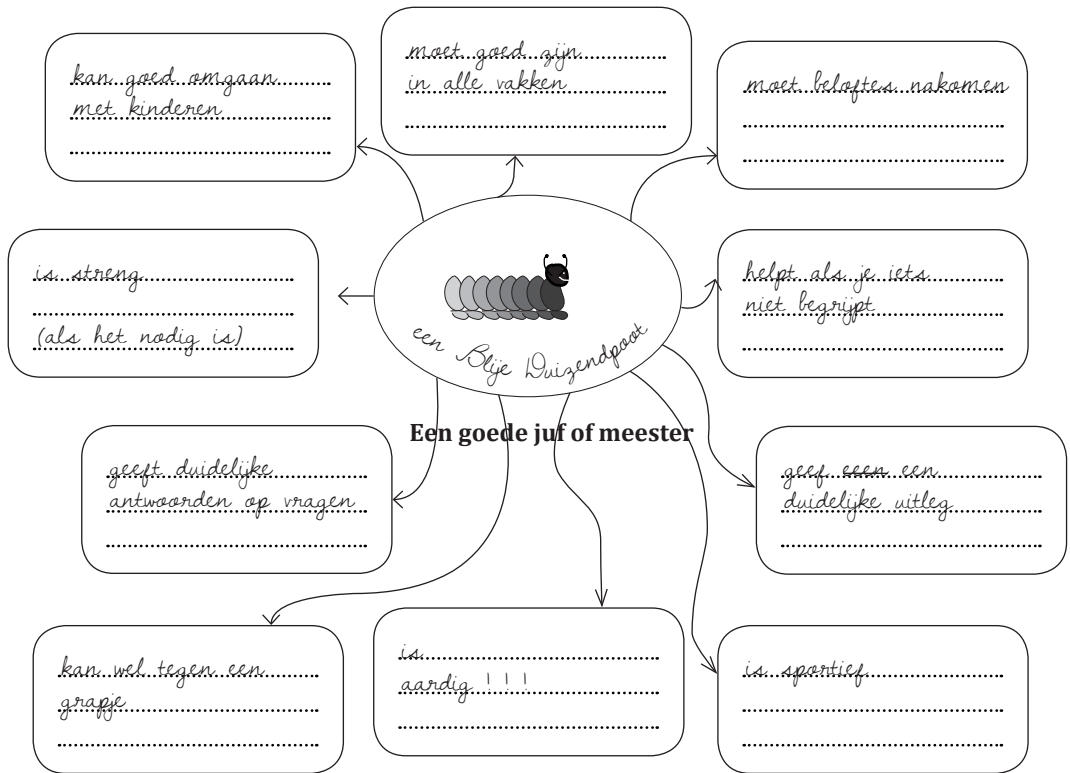 kan goed omgaan
met kinderen
moet goed zijn
in alle vakken
moet beloftes nakomen
is streng
(als het nodig is)
een Blije Duizendpoot
helpt als je iets
niet begrijpt
Een goede juf of meester
geeft duidelijke
antwoorden op vragen
geef eeen een
duidelijke uitleg
kan wel tegen een
grapje
is
aardig !!!
is sportief